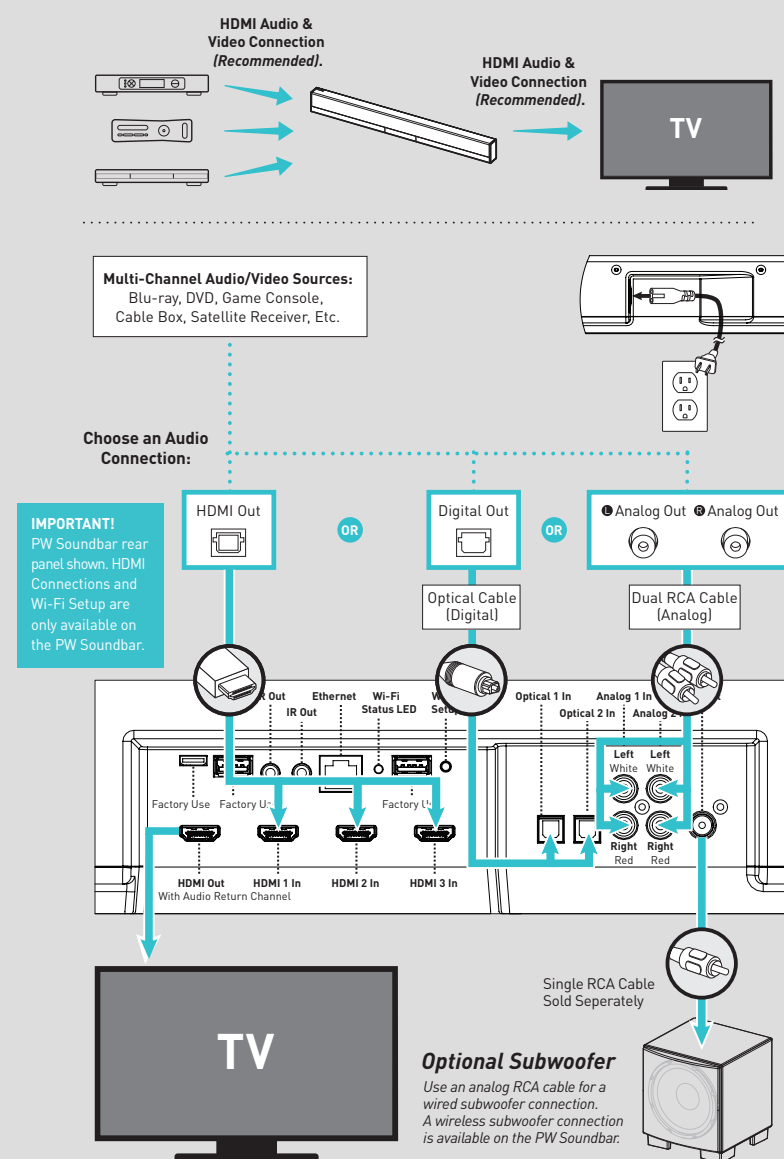 HDMI Audio &
Video Connection
(Recommended).
HDMI Audio &
Video Connection
(Recommended).
TV
Multi-Channel Audio/Video Sources:
Blu-ray, DVD, Game Console,
Cable Box, Satellite Receiver, Etc.
Choose an Audio
Connection:
IMPORTANT!
PW Soundbar rear
panel shown. HDMI
Connections and
Wi-Fi Setup are
only available on
the PW Soundbar.
HDMI Out
OR
Digital Out
OR
L Analog Out R Analog Out
Optical Cable
(Digital)
Dual RCA Cable
(Analog)
Out
IR Out
Ethernet
Wi-Fi
Status LED
Optical 1 In
Optical 2 In
Analog 1 In
Analog 2
Left
White
Left
White
Factory Use
Factory
Factory
Right
Red
Right
Red
HDMI Out
With Audio Return Channel
HDMI 1 In
HDMI 2 In
HDMI 3 In
TV
Single RCA Cable
Sold Seperately
Optional Subwoofer
Use an analog RCA cable for a
wired subwoofer connection.
A wireless subwoofer connection
is available on the PW Soundbar.